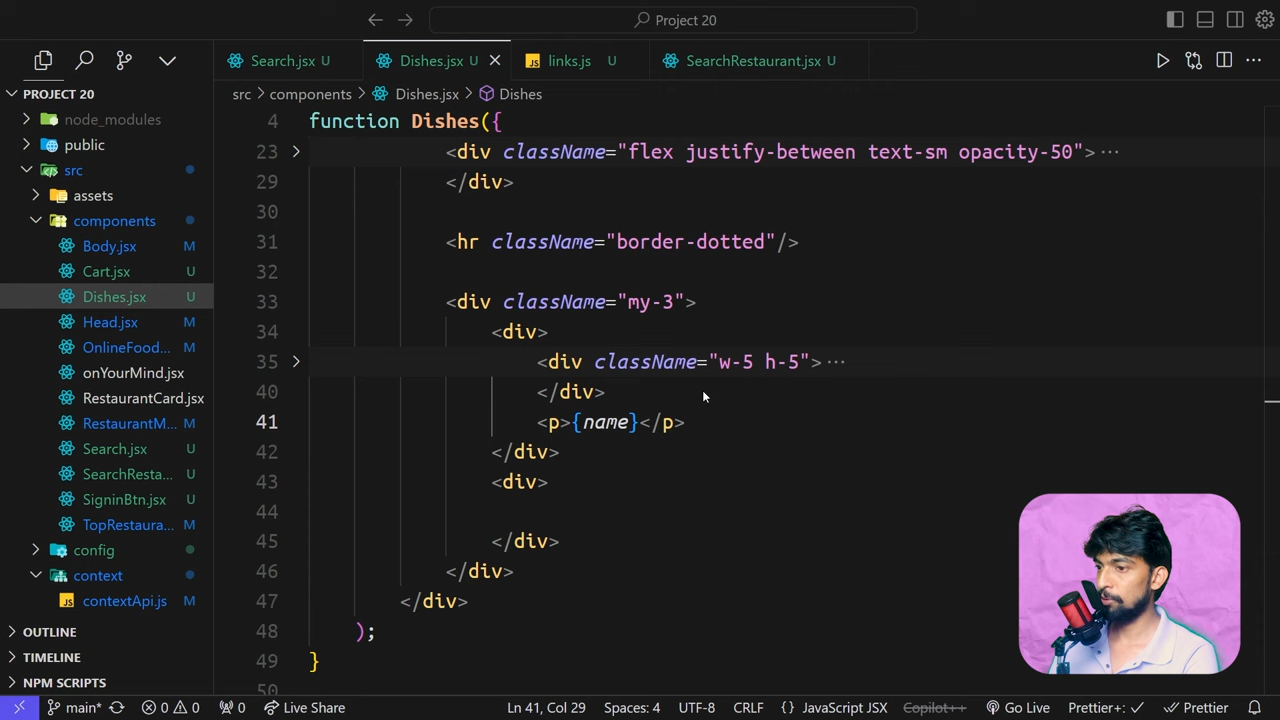 Project 20
Search.jsx U
Dishes.jsx U
links.js U
SearchRestaurant.jsx U
PROJECT 20
node_modules
public
src
assets
components
Body.jsx M
Cart.jsx U
Dishes.jsx U
Head.jsx M
OnlineFood... M
onYourMind.jsx
RestaurantCard.jsx
RestaurantM... M
Search.jsx U
SearchResta... U
SigninBtn.jsx U
TopRestaura... M
config
context
contextApi.js M
OUTLINE
TIMELINE
NPM SCRIPTS
src > components > Dishes.jsx > Dishes
4 function Dishes({
23 <div className="flex justify-between text-sm opacity-50">···
29 </div>
30
31 <hr className="border-dotted"/>
32
33 <div className="my-3">
34 <div>
35 <div className="w-5 h-5">···
40 </div>
41 <p>{name}</p>
42 </div>
43 <div>
44
45 </div>
46 </div>
47 </div>
48 );
49 }
50
main* 0 0 0 Live Share Ln 41, Col 29 Spaces: 4 UTF-8 CRLF {} JavaScript JSX Copilot++ Go Live Prettier+: Prettier